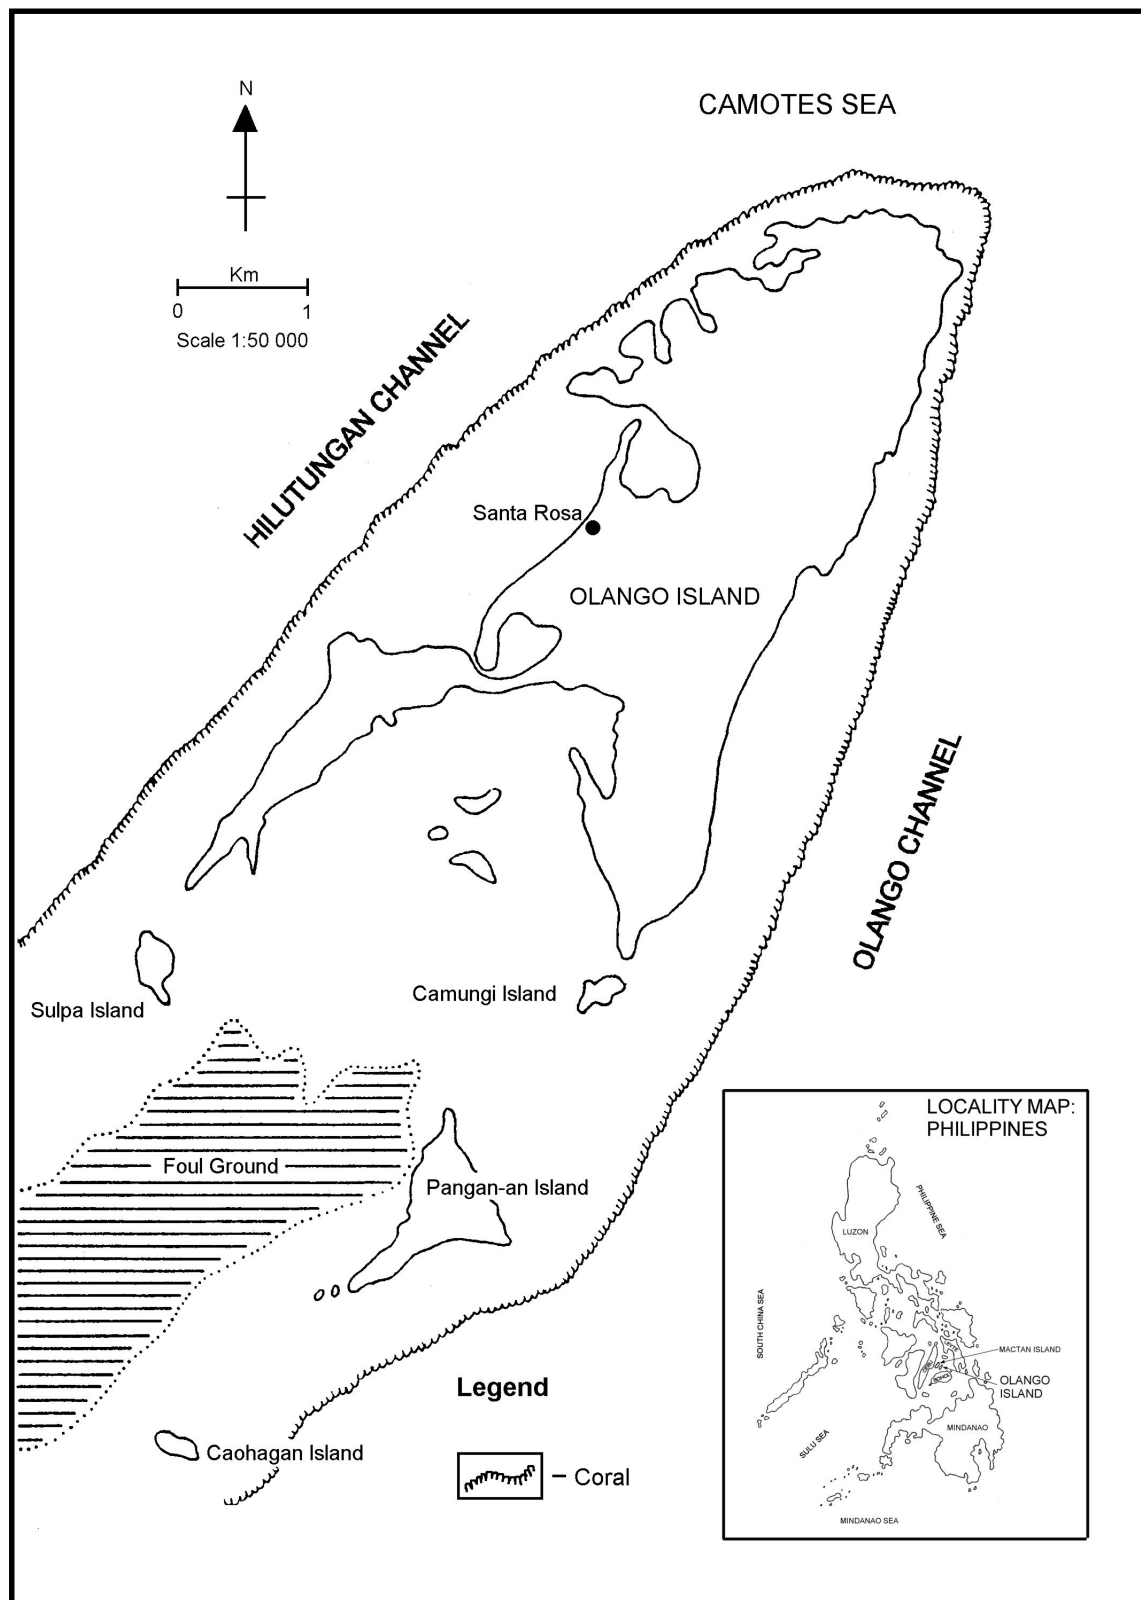 CAMOTES SEA
N
Km
0 1
Scale 1:50 000
HILUTUNGAN CHANNEL
Santa Rosa
OLANGO ISLAND
OLANGO CHANNEL
Sulpa Island
Camungi Island
Foul Ground
Pangan-an Island
Caohagan Island
Legend
– Coral
LOCALITY MAP:
PHILIPPINES
PHILIPPINE SEA
LUZON
SOUTH CHINA SEA
MACTAN ISLAND
OLANGO
ISLAND
CEBU
BOHOL
MINDANAO
SULU SEA
MINDANAO SEA